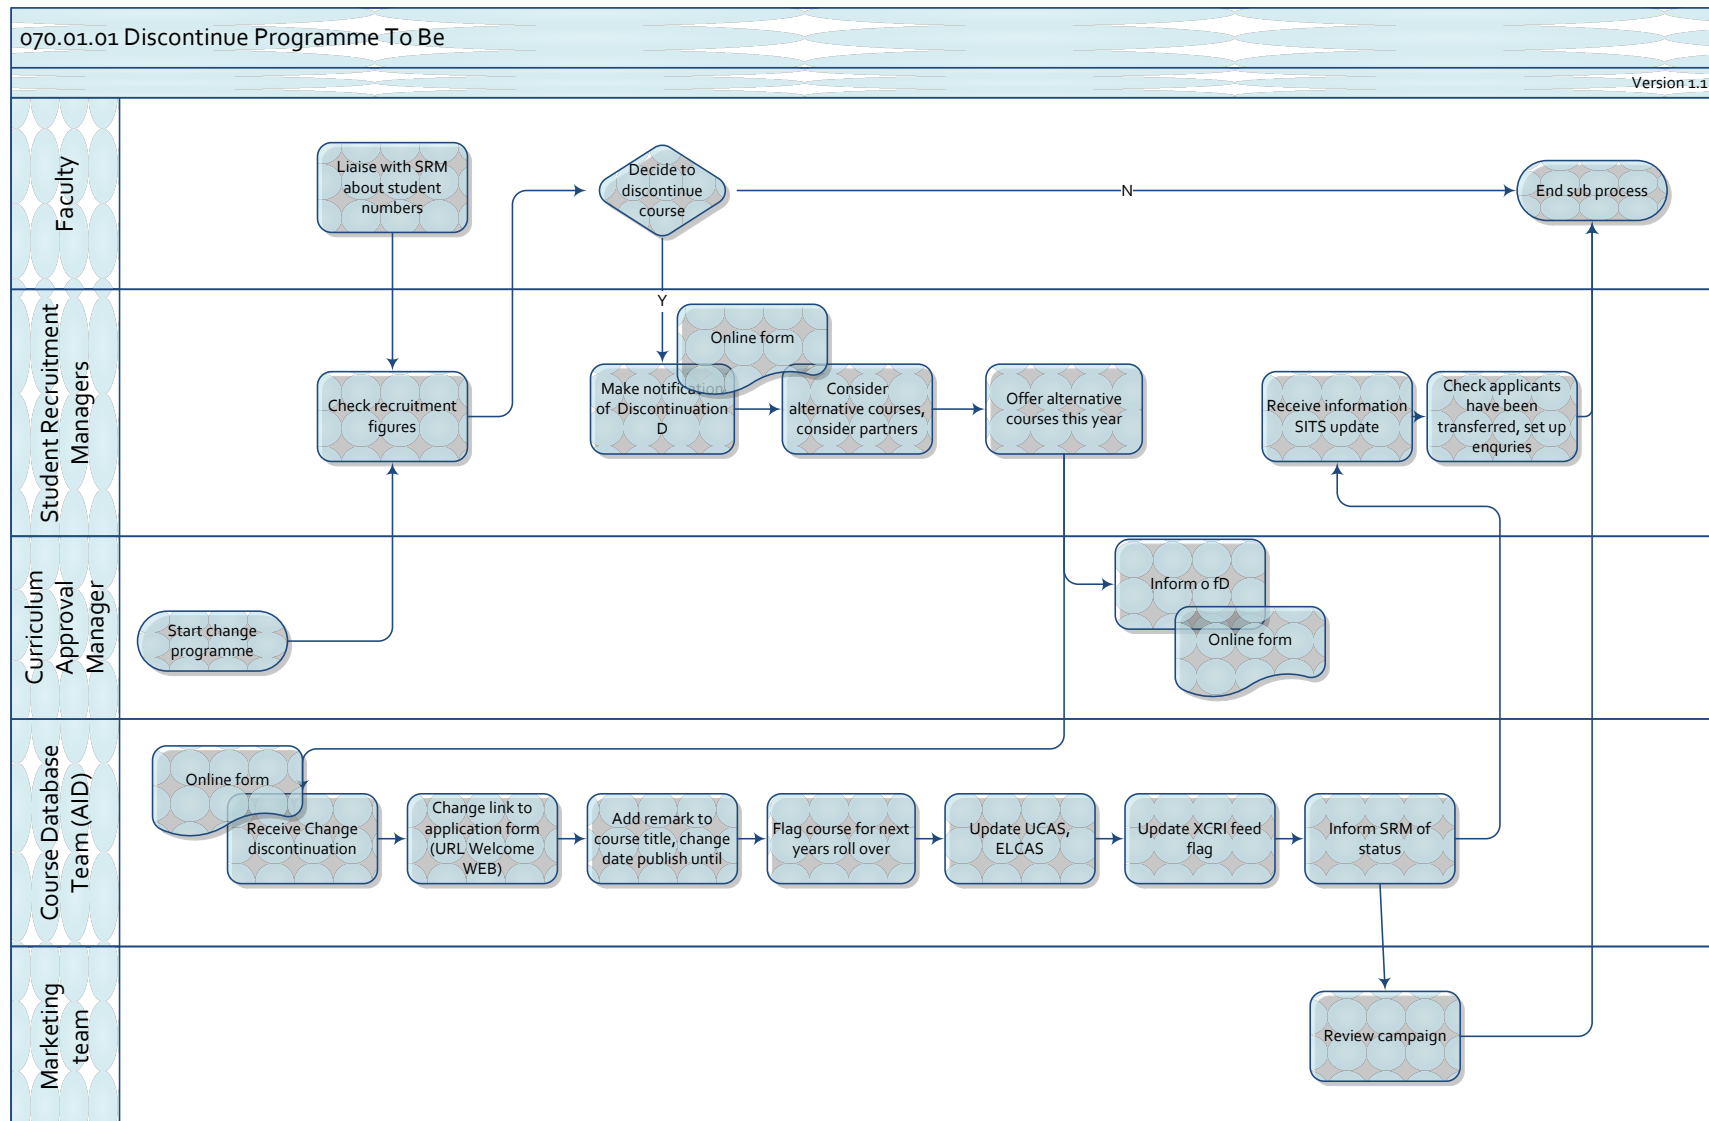 070.01.01 Discontinue Programme To Be
Version 1.1
Faculty
Liaise with SRM
about student
numbers
Decide to
discontinue
course
N
End sub process
Student Recruitment
Managers
Y
Online form
Check recruitment
figures
Make notification
of Discontinuation
D
Consider
alternative courses,
consider partners
Offer alternative
courses this year
Receive information
SITS update
Check applicants
have been
transferred, set up
enquries
Curriculum
Approval
Manager
Start change
programme
Inform o fD
Online form
Course Database
Team (AID)
Online form
Receive Change
discontinuation
Change link to
application form
(URL Welcome
WEB)
Add remark to
course title, change
date publish until
Flag course for next
years roll over
Update UCAS,
ELCAS
Update XCRI feed
flag
Inform SRM of
status
Marketing
team
Review campaign